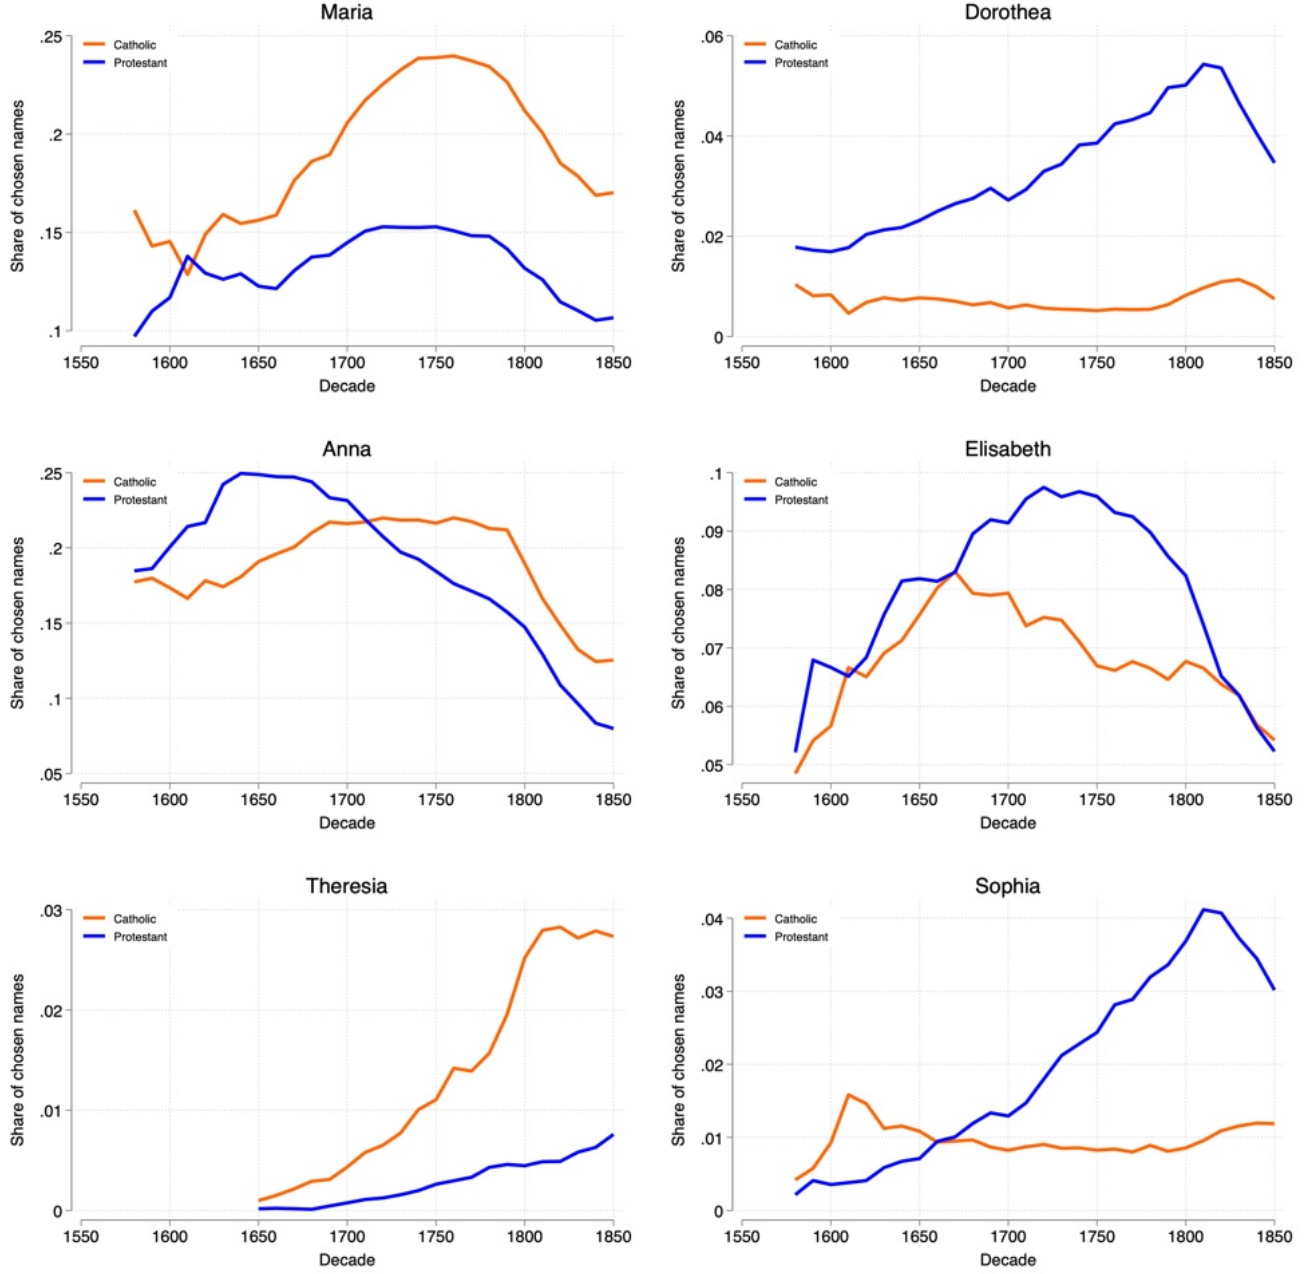 Maria
.25
.2
.15
.1
Share of chosen names
Catholic
Protestant
1550 1600 1650 1700 1750 1800 1850
Decade
Dorothea
.06
.04
.02
0
Share of chosen names
Catholic
Protestant
1550 1600 1650 1700 1750 1800 1850
Decade
Anna
.25
.2
.15
.1
.05
Share of chosen names
Catholic
Protestant
1550 1600 1650 1700 1750 1800 1850
Decade
Elisabeth
.1
.09
.08
.07
.06
.05
Share of chosen names
Catholic
Protestant
1550 1600 1650 1700 1750 1800 1850
Decade
Theresia
.03
.02
.01
0
Share of chosen names
Catholic
Protestant
1550 1600 1650 1700 1750 1800 1850
Decade
Sophia
.04
.03
.02
.01
0
Share of chosen names
Catholic
Protestant
1550 1600 1650 1700 1750 1800 1850
Decade